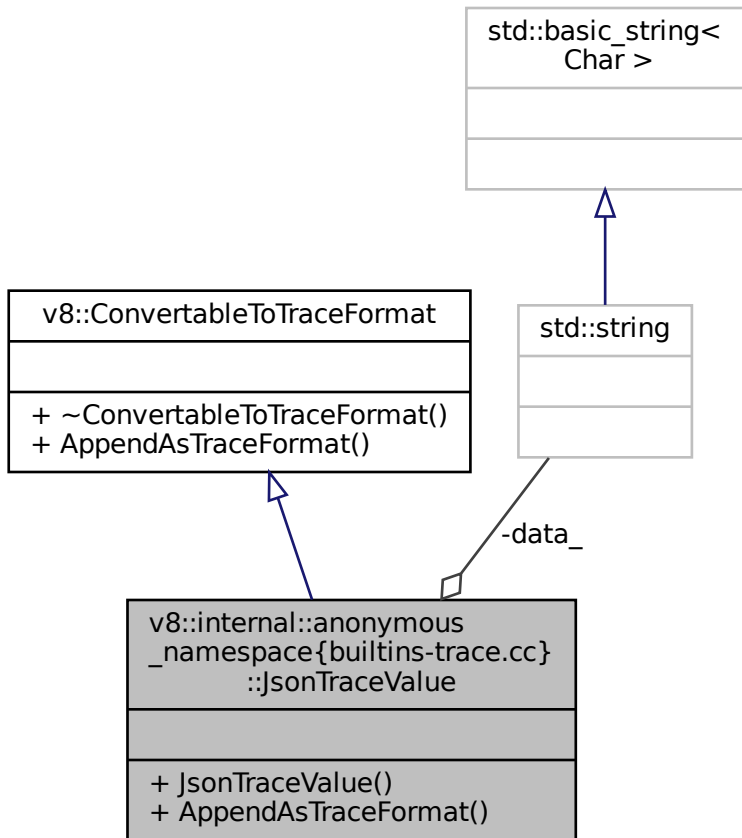 std::basic_string<
Char >
v8::ConvertableToTraceFormat
+ ~ConvertableToTraceFormat()
+ AppendAsTraceFormat()
std::string
-data_
v8::internal::anonymous
_namespace{builtins-trace.cc}
::JsonTraceValue
+ JsonTraceValue()
+ AppendAsTraceFormat()